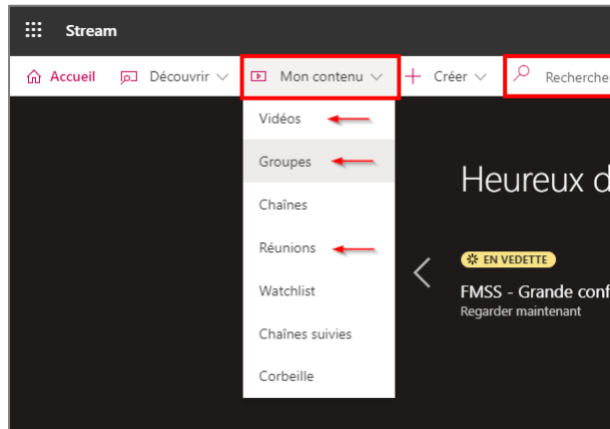 Stream
Accueil Découvrir Mon contenu Créer Rechercher
Vidéos
Groupes
Chaînes
Réunions
Watchlist
Chaînes suivies
Corbeille
Heureux d
EN VEDETTE
FMSS - Grande conf
Regarder maintenant